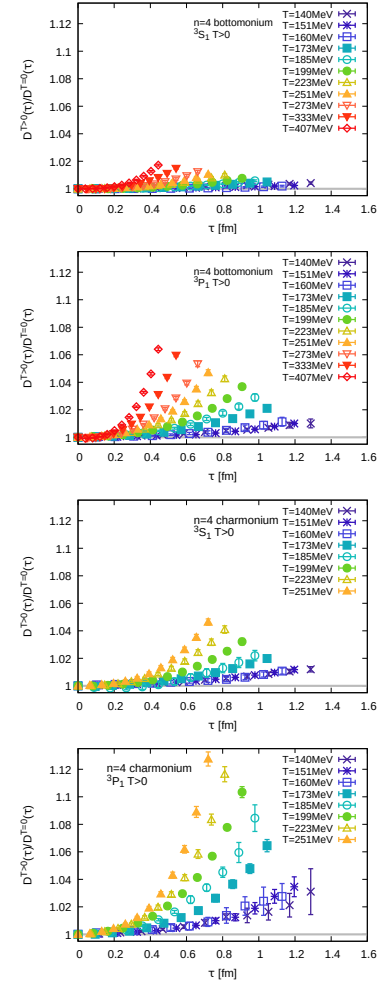 D^{T>0}(τ)/D^{T=0}(τ)
1.12
1.1
1.08
1.06
1.04
1.02
1
0
0.2
0.4
0.6
0.8
1
1.2
1.4
1.6
τ [fm]
n=4 bottomonium
³S₁ T>0
T=140MeV
T=151MeV
T=160MeV
T=173MeV
T=185MeV
T=199MeV
T=223MeV
T=251MeV
T=273MeV
T=333MeV
T=407MeV
D^{T>0}(τ)/D^{T=0}(τ)
1.12
1.1
1.08
1.06
1.04
1.02
1
0
0.2
0.4
0.6
0.8
1
1.2
1.4
1.6
τ [fm]
n=4 bottomonium
³P₁ T>0
T=140MeV
T=151MeV
T=160MeV
T=173MeV
T=185MeV
T=199MeV
T=223MeV
T=251MeV
T=273MeV
T=333MeV
T=407MeV
D^{T>0}(τ)/D^{T=0}(τ)
1.12
1.1
1.08
1.06
1.04
1.02
1
0
0.2
0.4
0.6
0.8
1
1.2
1.4
1.6
τ [fm]
n=4 charmonium
³S₁ T>0
T=140MeV
T=151MeV
T=160MeV
T=173MeV
T=185MeV
T=199MeV
T=223MeV
T=251MeV
D^{T>0}(τ)/D^{T=0}(τ)
1.12
1.1
1.08
1.06
1.04
1.02
1
0
0.2
0.4
0.6
0.8
1
1.2
1.4
1.6
τ [fm]
n=4 charmonium
³P₁ T>0
T=140MeV
T=151MeV
T=160MeV
T=173MeV
T=185MeV
T=199MeV
T=223MeV
T=251MeV